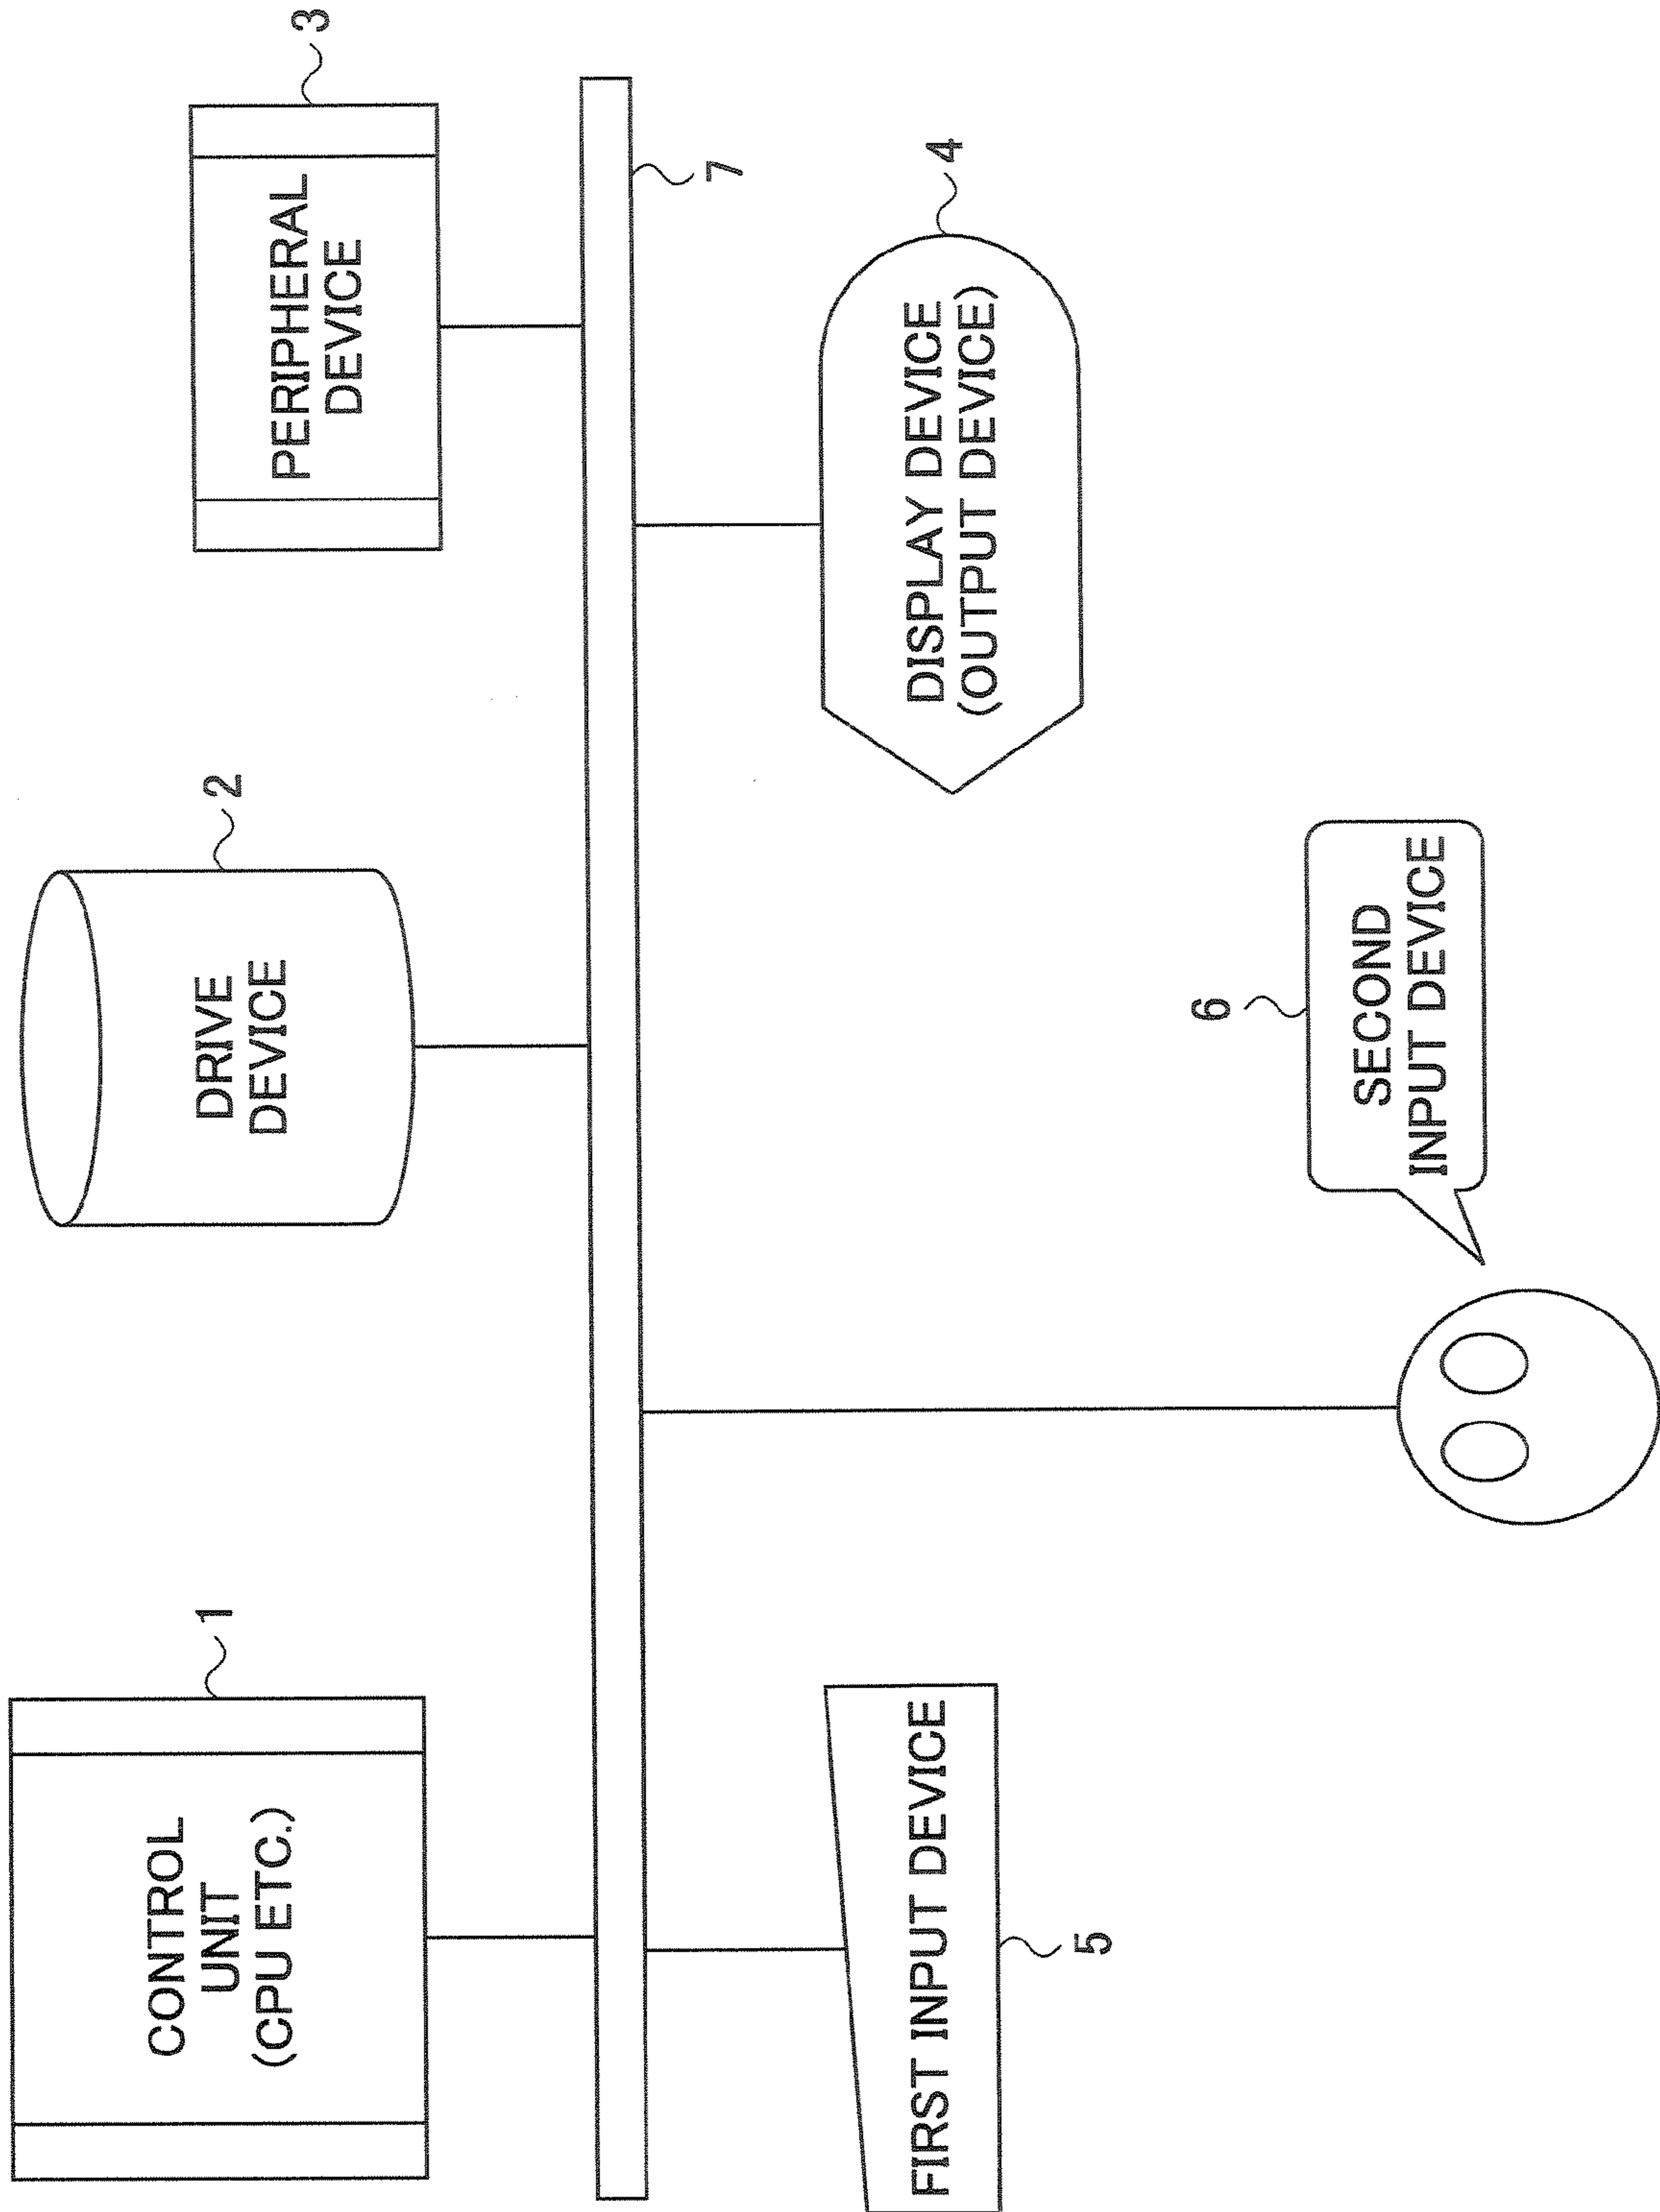 1
CONTROL
UNIT
(CPU ETC.)
2
DRIVE
DEVICE
3
PERIPHERAL
DEVICE
7
FIRST INPUT DEVICE
5
6
SECOND
INPUT DEVICE
4
DISPLAY DEVICE
(OUTPUT DEVICE)